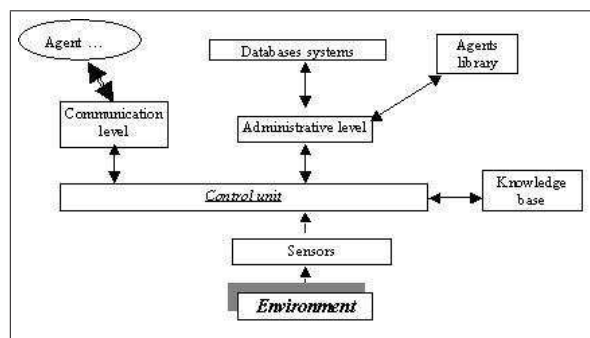 Agent ...
Databases systems
Agents
library
Communication
level
Administrative level
Control unit
Knowledge
base
Sensors
Environment